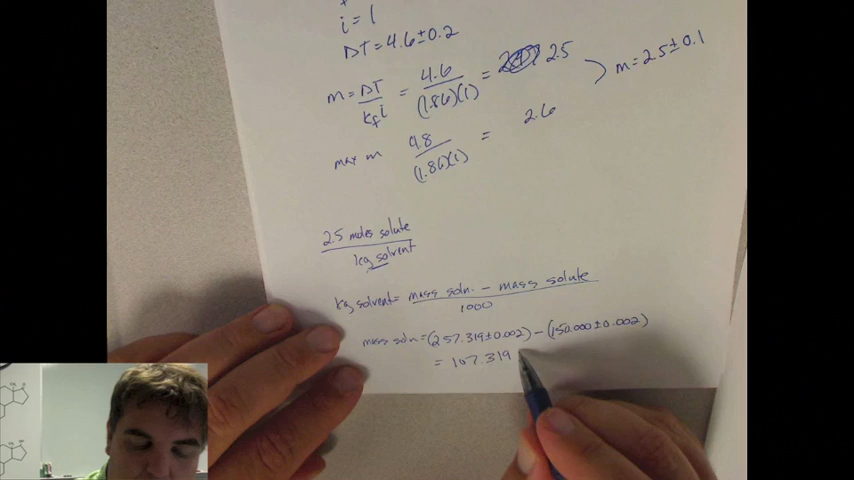 i = 1
DT = 4.6 ± 0.2
m = DT / Kf i = 4.6 / (1.86)(1) = 2.5 ) m = 2.5 ± 0.1
max m 4.8 / (1.86)(1) = 2.6
2.5 moles solute
kg solvent
kg solvent = mass soln. - mass solute
1000
mass soln = (257.319 ± 0.002) - (150.000 ± 0.002)
= 107.319